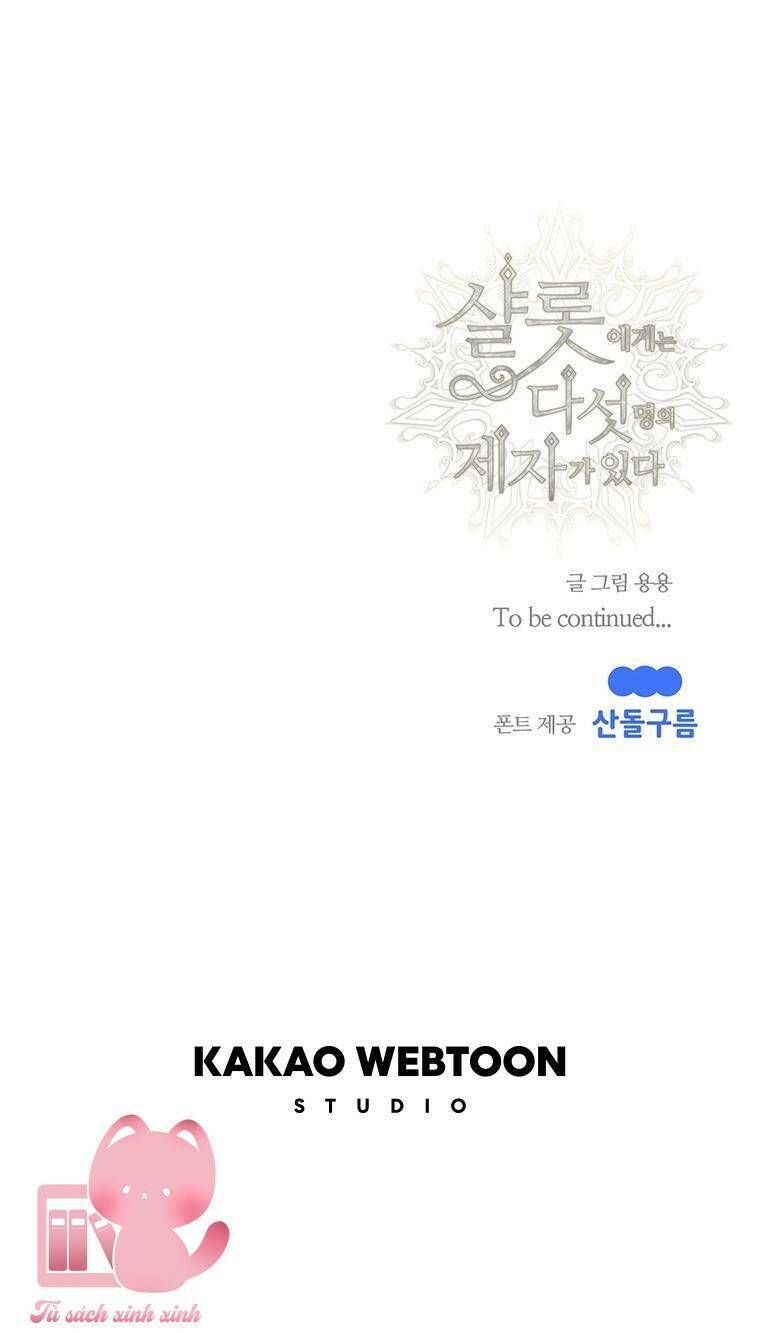 샬롯에게는
다섯명의
제자가 있다
글 그림 용용
To be continued...
폰트 제공 산돌구름
KAKAO WEBTOON
STUDIO
Tủ sách xinh xinh